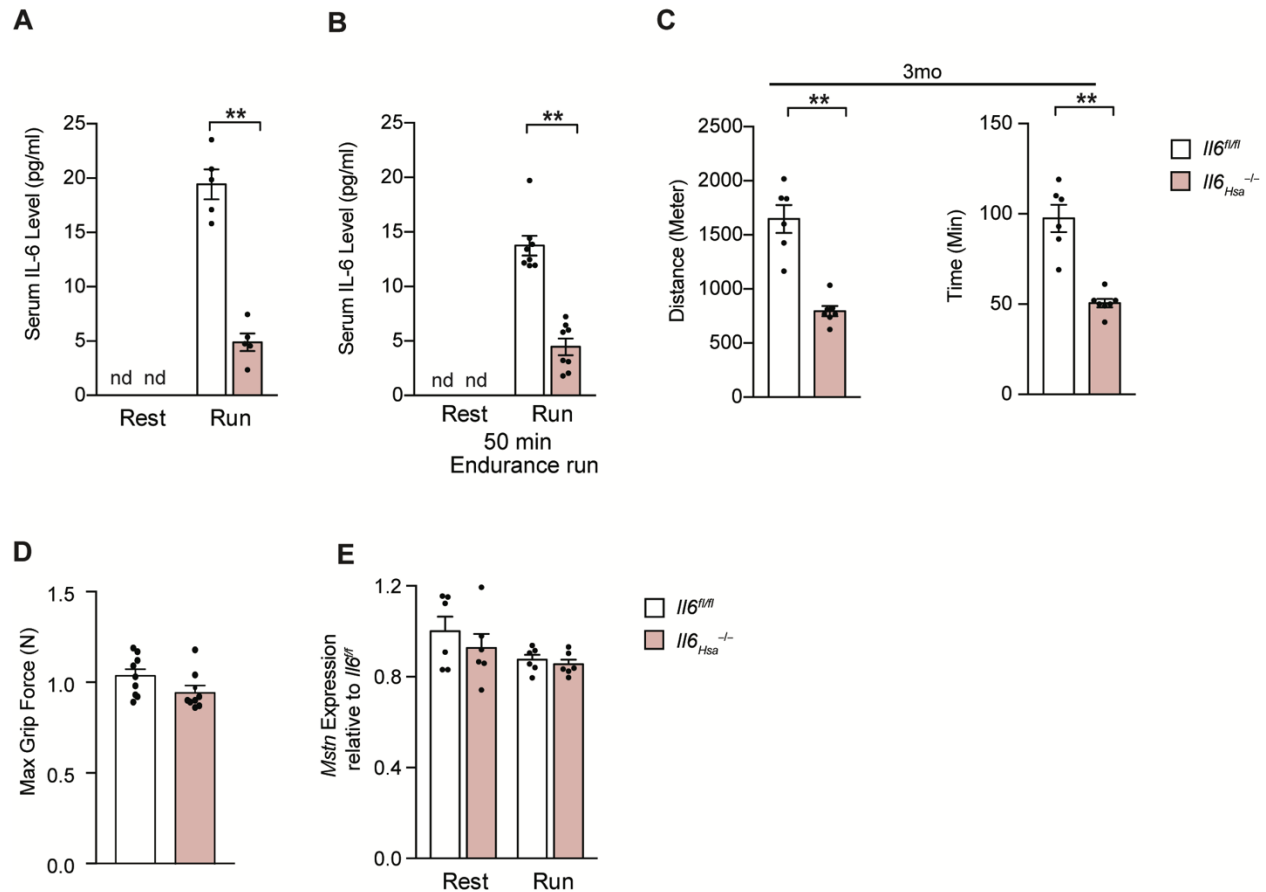 A
Serum IL-6 Level (pg/ml)
25
20
15
10
5
0
**
nd nd
Rest Run
B
Serum IL-6 Level (pg/ml)
25
20
15
10
5
0
**
nd nd
Rest Run
50 min
Endurance run
C
3mo
**
Distance (Meter)
2500
2000
1500
1000
500
0
**
Time (Min)
150
100
50
0
Il6fl/fl
Il6Hsa−/−
D
Max Grip Force (N)
1.5
1.0
0.5
0.0
E
Mstn Expression
relative to Il6f/f
1.2
0.8
0.4
0.0
Rest Run
Il6fl/fl
Il6Hsa−/−